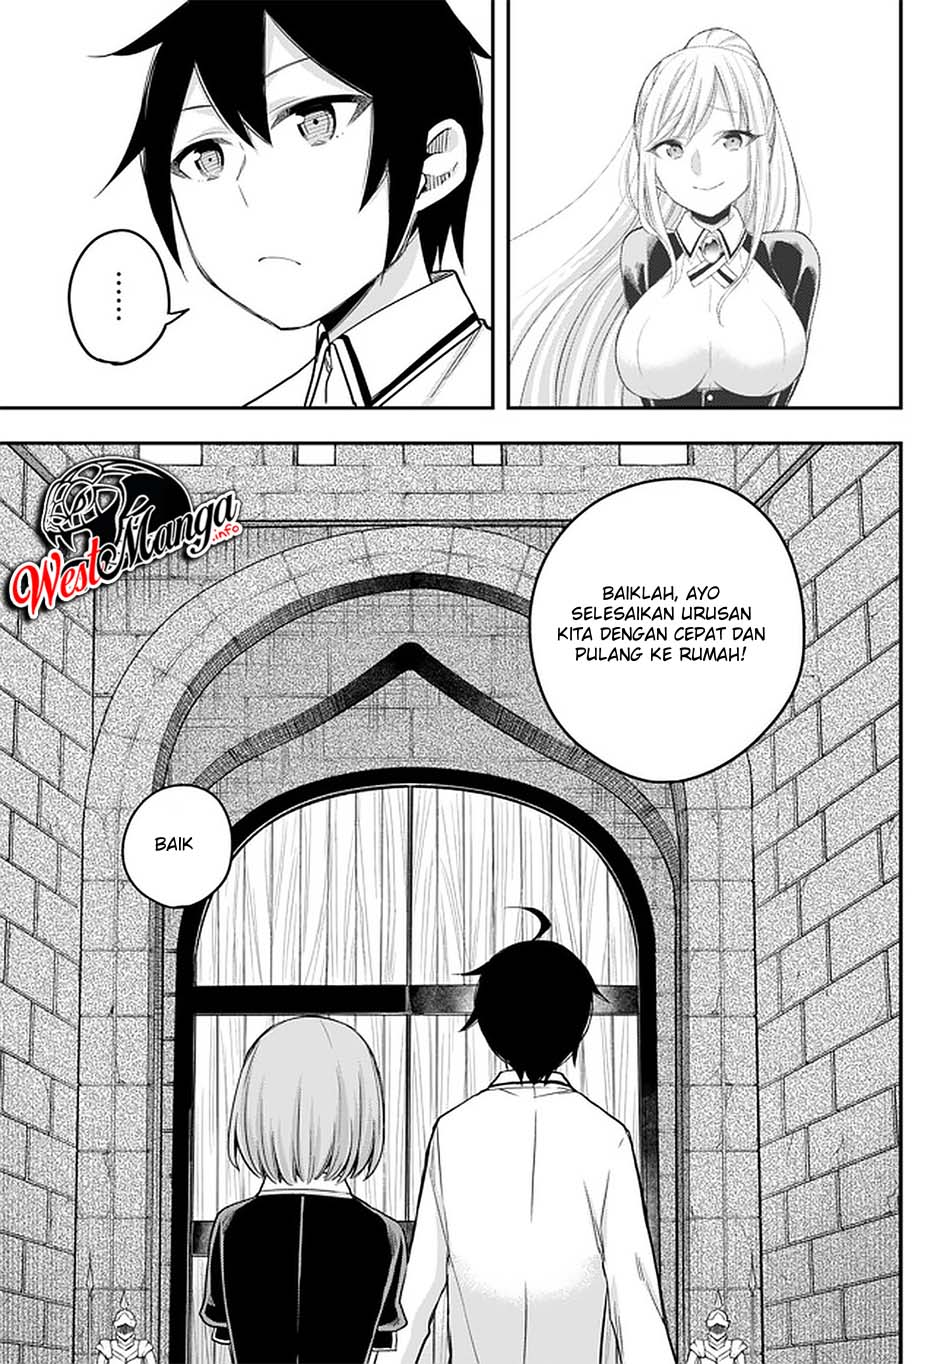 ......
WestManga
.info
BAIKLAH, AYO
SELESAIKAN URUSAN
KITA DENGAN CEPAT DAN
PULANG KE RUMAH!
BAIK